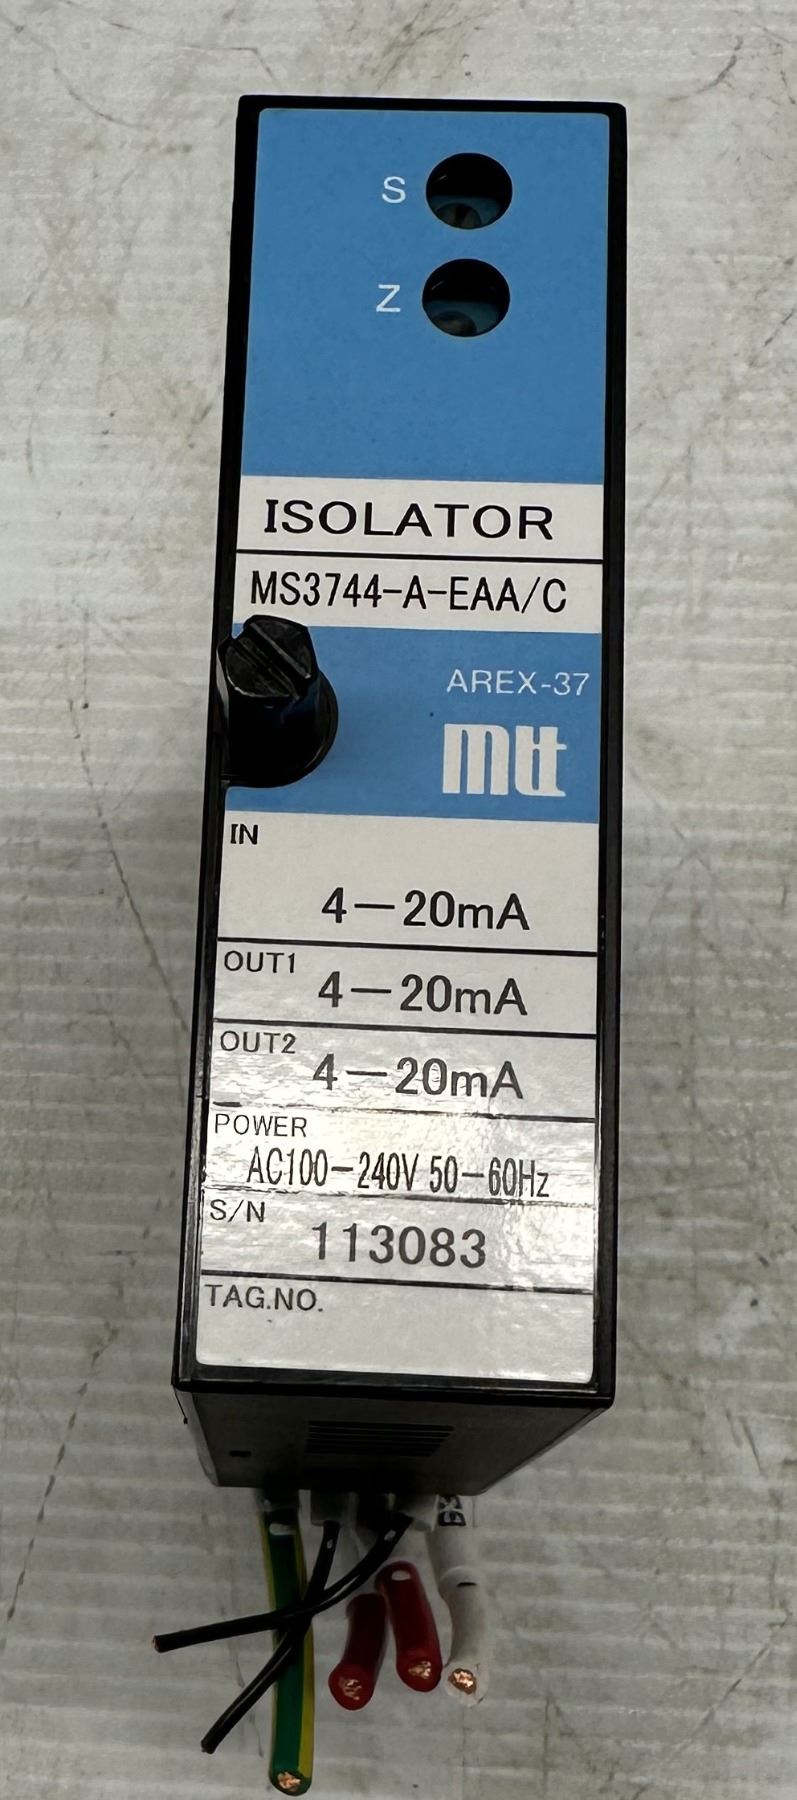 S
Z
ISOLATOR
MS3744-A-EAA/C
AREX-37
mtt
IN
4-20mA
OUT1
4-20mA
OUT2
4-20mA
POWER
AC100-240V 50-60Hz
S/N
113083
TAG.NO.